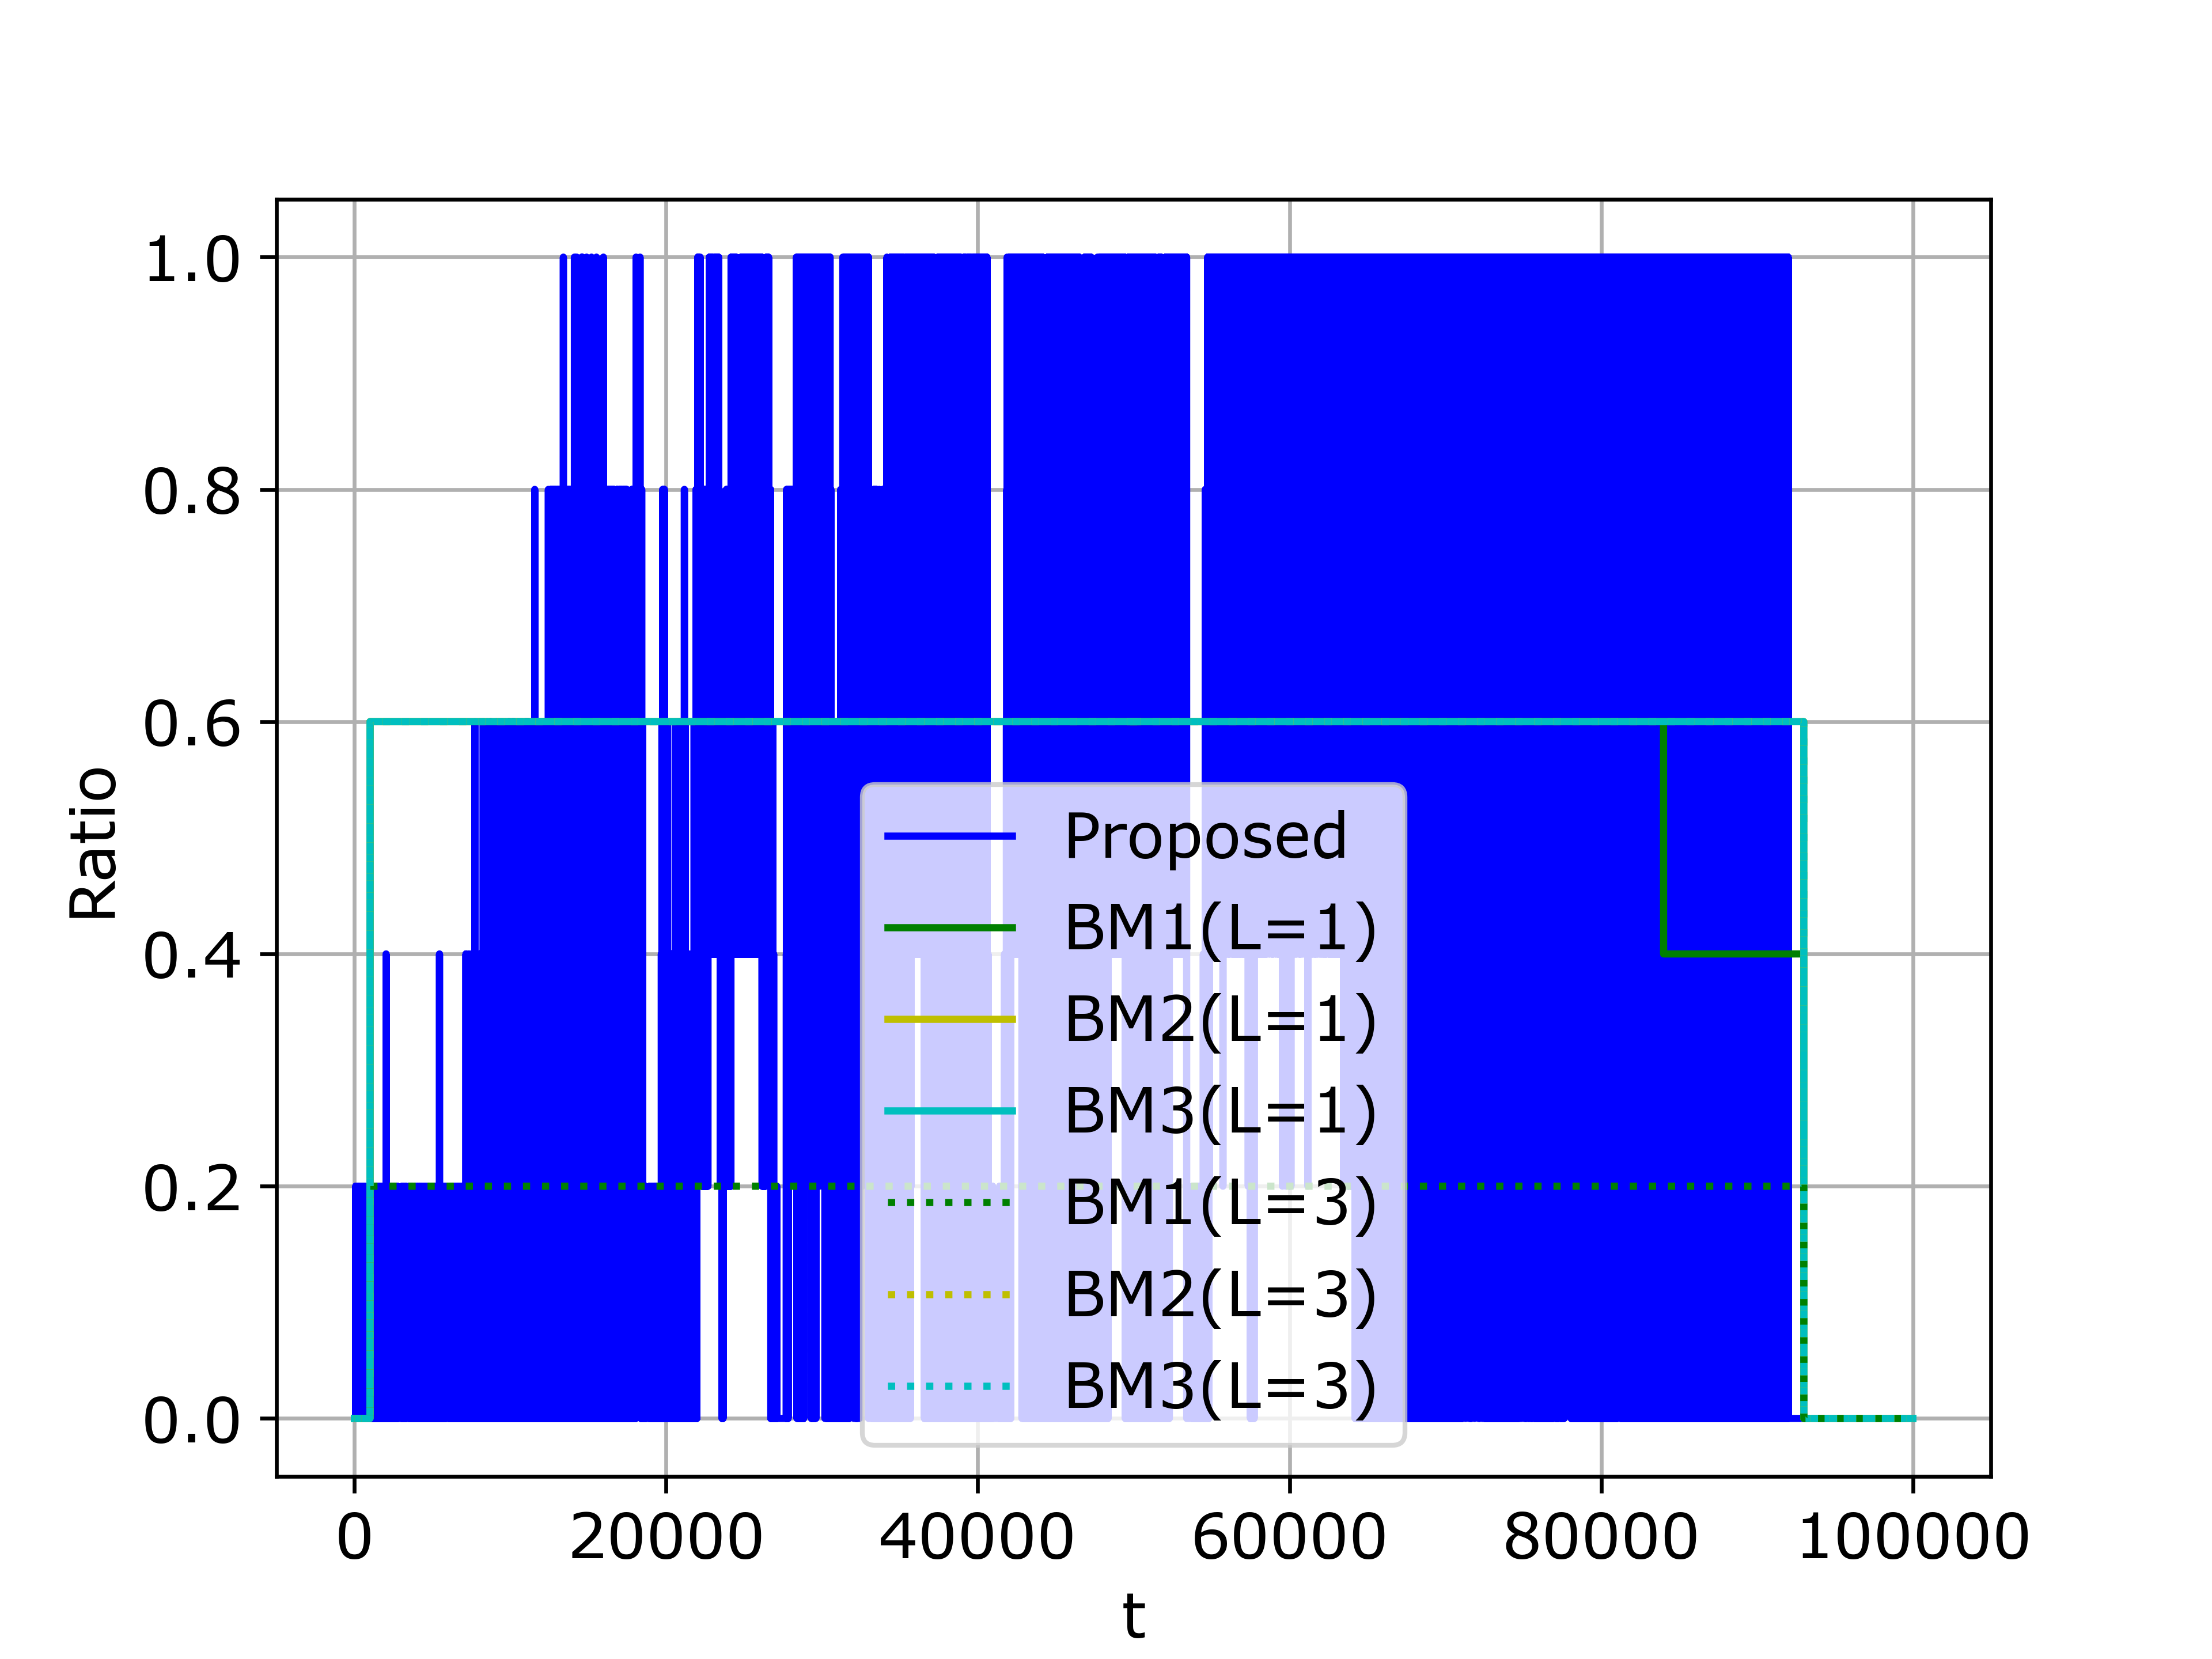 1.0
0.8
0.6
0.4
0.2
0.0
Ratio
Proposed
BM1(L=1)
BM2(L=1)
BM3(L=1)
BM1(L=3)
BM2(L=3)
BM3(L=3)
0 20000 40000 60000 80000 100000
t